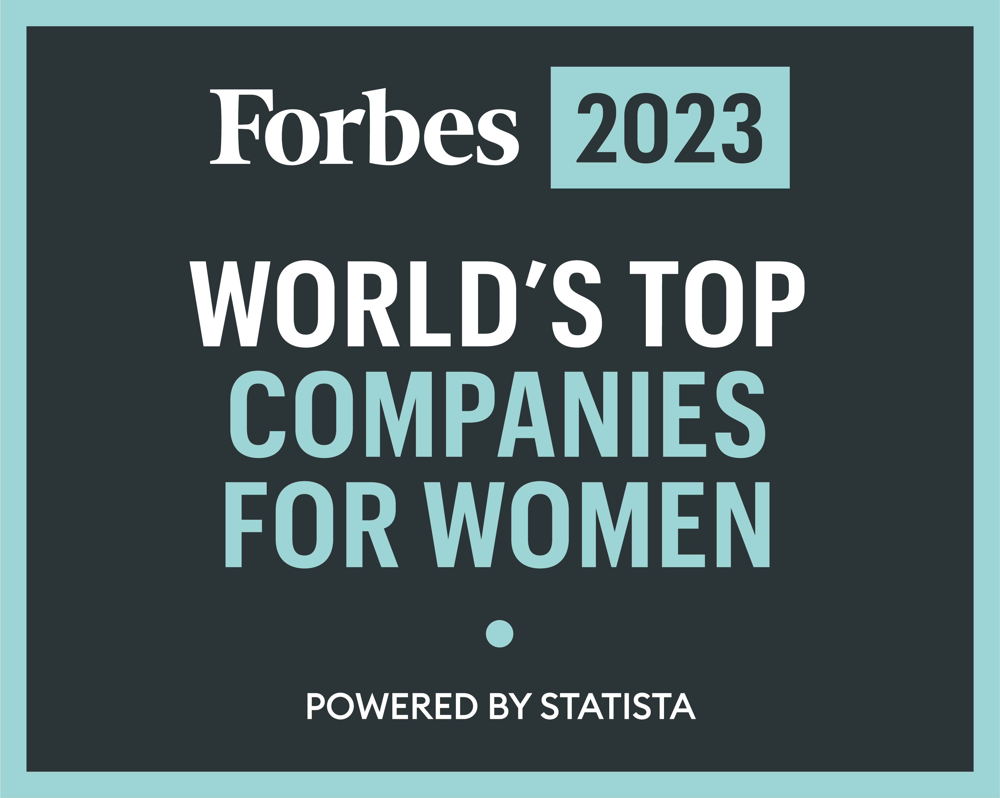 Forbes 2023
WORLD’S TOP
COMPANIES
FOR WOMEN
POWERED BY STATISTA